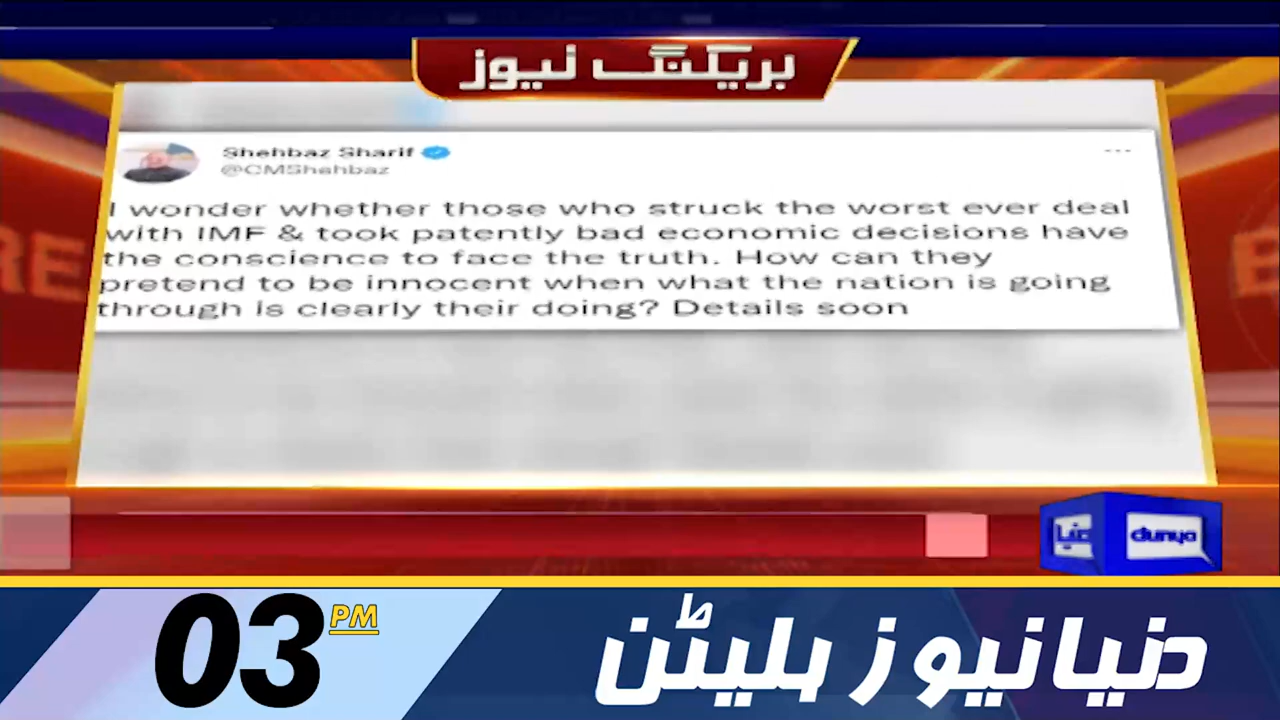 بریکنگ نیوز
Shehbaz Sharif
@CMShehbaz
I wonder whether those who struck the worst ever deal
with IMF & took patently bad economic decisions have
the conscience to face the truth. How can they
pretend to be innocent when what the nation is going
through is clearly their doing? Details soon
RE
دنیا
dunya
03 PM
دنیا نیوز بلیٹن